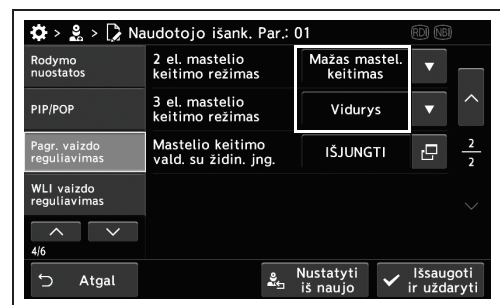 > > Naudotojo išank. Par.: 01 RDI NBI
Rodymo
nuostatos
PIP/POP
Pagr. vaizdo
reguliavimas
WLI vaizdo
reguliavimas
4/6
2 el. mastelio
keitimo režimas
Mažas mastel.
keitimas
3 el. mastelio
keitimo režimas
Vidurys
Mastelio keitimo
vald. su židin. jng.
IŠJUNGTI
2
2
Atgal
Nustatyti
iš naujo
Išsaugoti
ir uždaryti